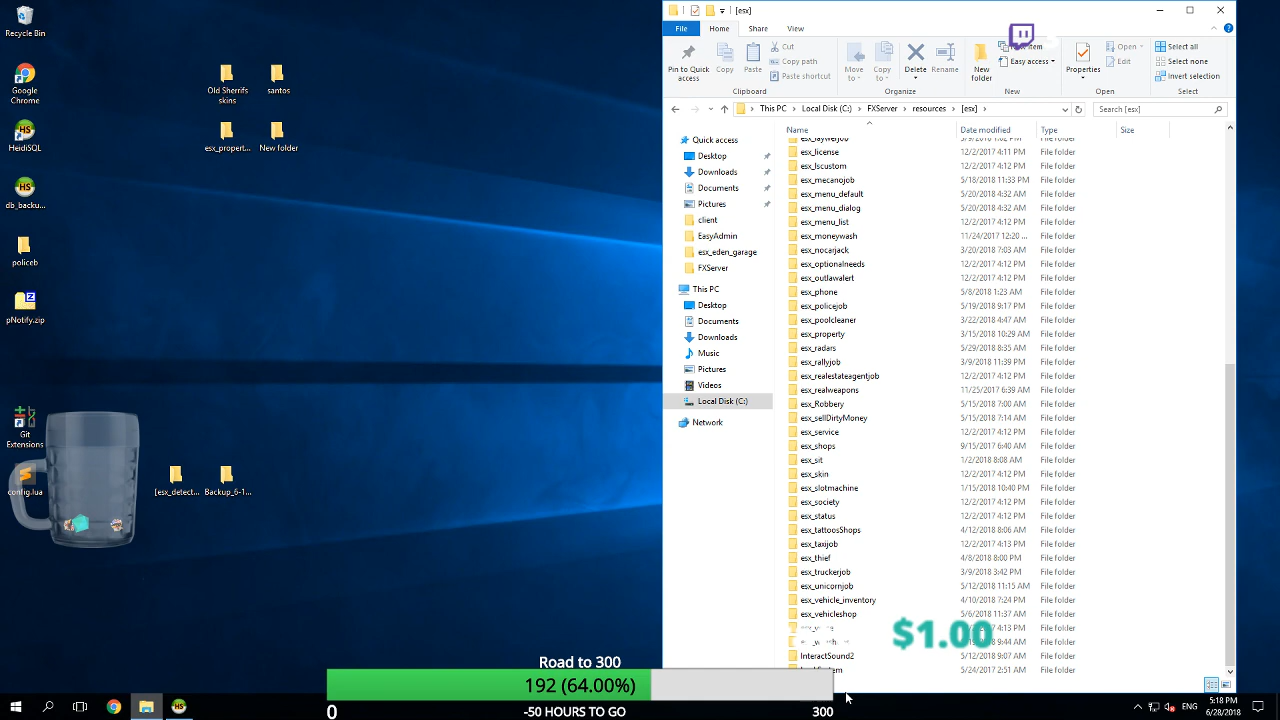 Recycle Bin
Google Chrome
HeidiSQL
db_backu...
policeb
pNotify.zip
Git Extensions
config.lua
santos
esx_propert...
New folder
[esx_detect...
Backup_6-1...
[esx]
File Home Share View
Pin to Quick access
Copy
Paste
Cut
Copy path
Paste shortcut
Clipboard
Move to
Copy to
Delete
Rename
Organize
New folder
Easy access
New
Properties
Open
Edit
Open
Select all
Select none
Invert selection
Select
This PC > Local Disk (C:) > FXServer > resources > [esx] >
Search [esx]
Quick access
Desktop
Downloads
Documents
Pictures
client
EasyAdmin
esx_eden_garage
FXServer
This PC
Desktop
Documents
Downloads
Music
Pictures
Videos
Local Disk (C:)
Network
Name Date modified Type Size
esx_license 12/2/2017 4:11 PM File folder
esx_lscustom 12/2/2017 4:12 PM File folder
esx_mecanojob 5/18/2018 11:33 PM File folder
esx_menu_default 5/20/2018 4:32 AM File folder
esx_menu_dialog 5/20/2018 4:32 AM File folder
esx_menu_list 12/2/2017 4:12 PM File folder
esx_moneywash 11/24/2017 12:20 ... File folder
esx_nocarjack 3/20/2018 7:03 AM File folder
esx_optionalneeds 12/2/2017 4:12 PM File folder
esx_outlawalert 12/2/2017 4:12 PM File folder
esx_phone 5/8/2018 1:23 AM File folder
esx_policejob 5/19/2018 9:17 PM File folder
esx_poolcleaner 3/22/2018 4:47 AM File folder
esx_property 3/15/2018 10:29 AM File folder
esx_radars 5/29/2018 8:35 AM File folder
esx_rallyjob 3/9/2018 11:39 PM File folder
esx_realestateagentjob 12/2/2017 4:12 PM File folder
esx_realweapons 11/25/2017 6:39 AM File folder
esx_Robbery 5/15/2018 7:00 AM File folder
esx_sellDirtyMoney 5/15/2018 7:14 AM File folder
esx_service 12/2/2017 4:12 PM File folder
esx_shops 9/15/2017 6:40 AM File folder
esx_sit 1/2/2018 8:08 AM File folder
esx_skin 12/2/2017 4:12 PM File folder
esx_slotmachine 1/15/2018 10:40 PM File folder
esx_society 12/2/2017 4:12 PM File folder
esx_status 12/2/2017 4:12 PM File folder
esx_tattoosShops 4/12/2018 8:06 AM File folder
esx_taxijob 12/2/2017 4:13 PM File folder
esx_thief 4/8/2018 8:00 PM File folder
esx_truckerjob 3/9/2018 3:42 PM File folder
esx_unicornjob 5/12/2018 11:15 AM File folder
esx_vehicle_inventory 4/10/2018 7:24 PM File folder
esx_vehicleshop 5/6/2018 11:37 AM File folder
4:13 PM File folder
9:44 AM File folder
InteractSound2 5/12/2018 9:07 AM File folder
5/24/2017 2:51 AM File folder
$1.00
Road to 300
192 (64.00%)
0 -50 HOURS TO GO 300
ENG
5:18 PM
6/28/2018